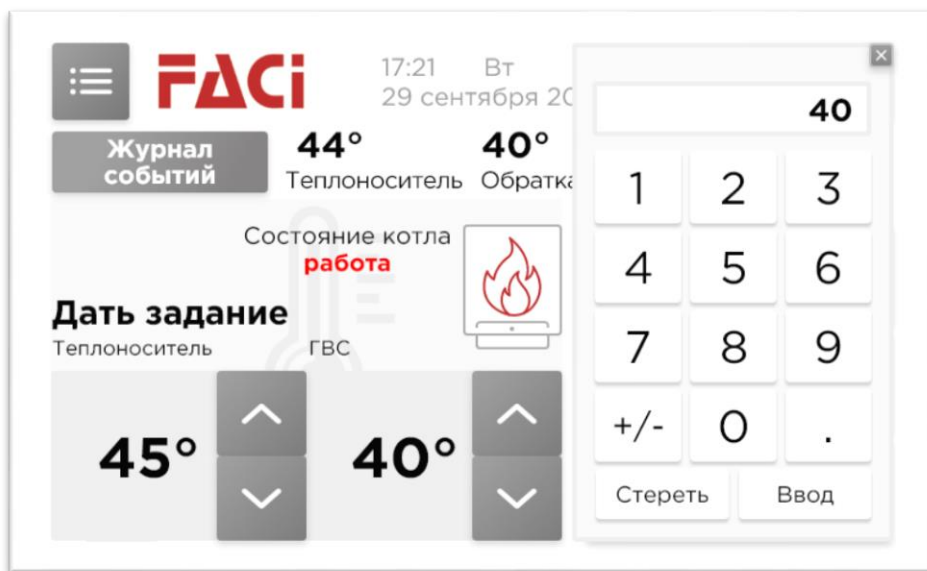 FACi
17:21 Вт
29 сентября 20
Журнал
событий
44°
Теплоноситель
40°
Обратка
Состояние котла
работа
Дать задание
Теплоноситель
ГВС
45°
40°
40
1 2 3
4 5 6
7 8 9
+/- 0 .
Стереть Ввод